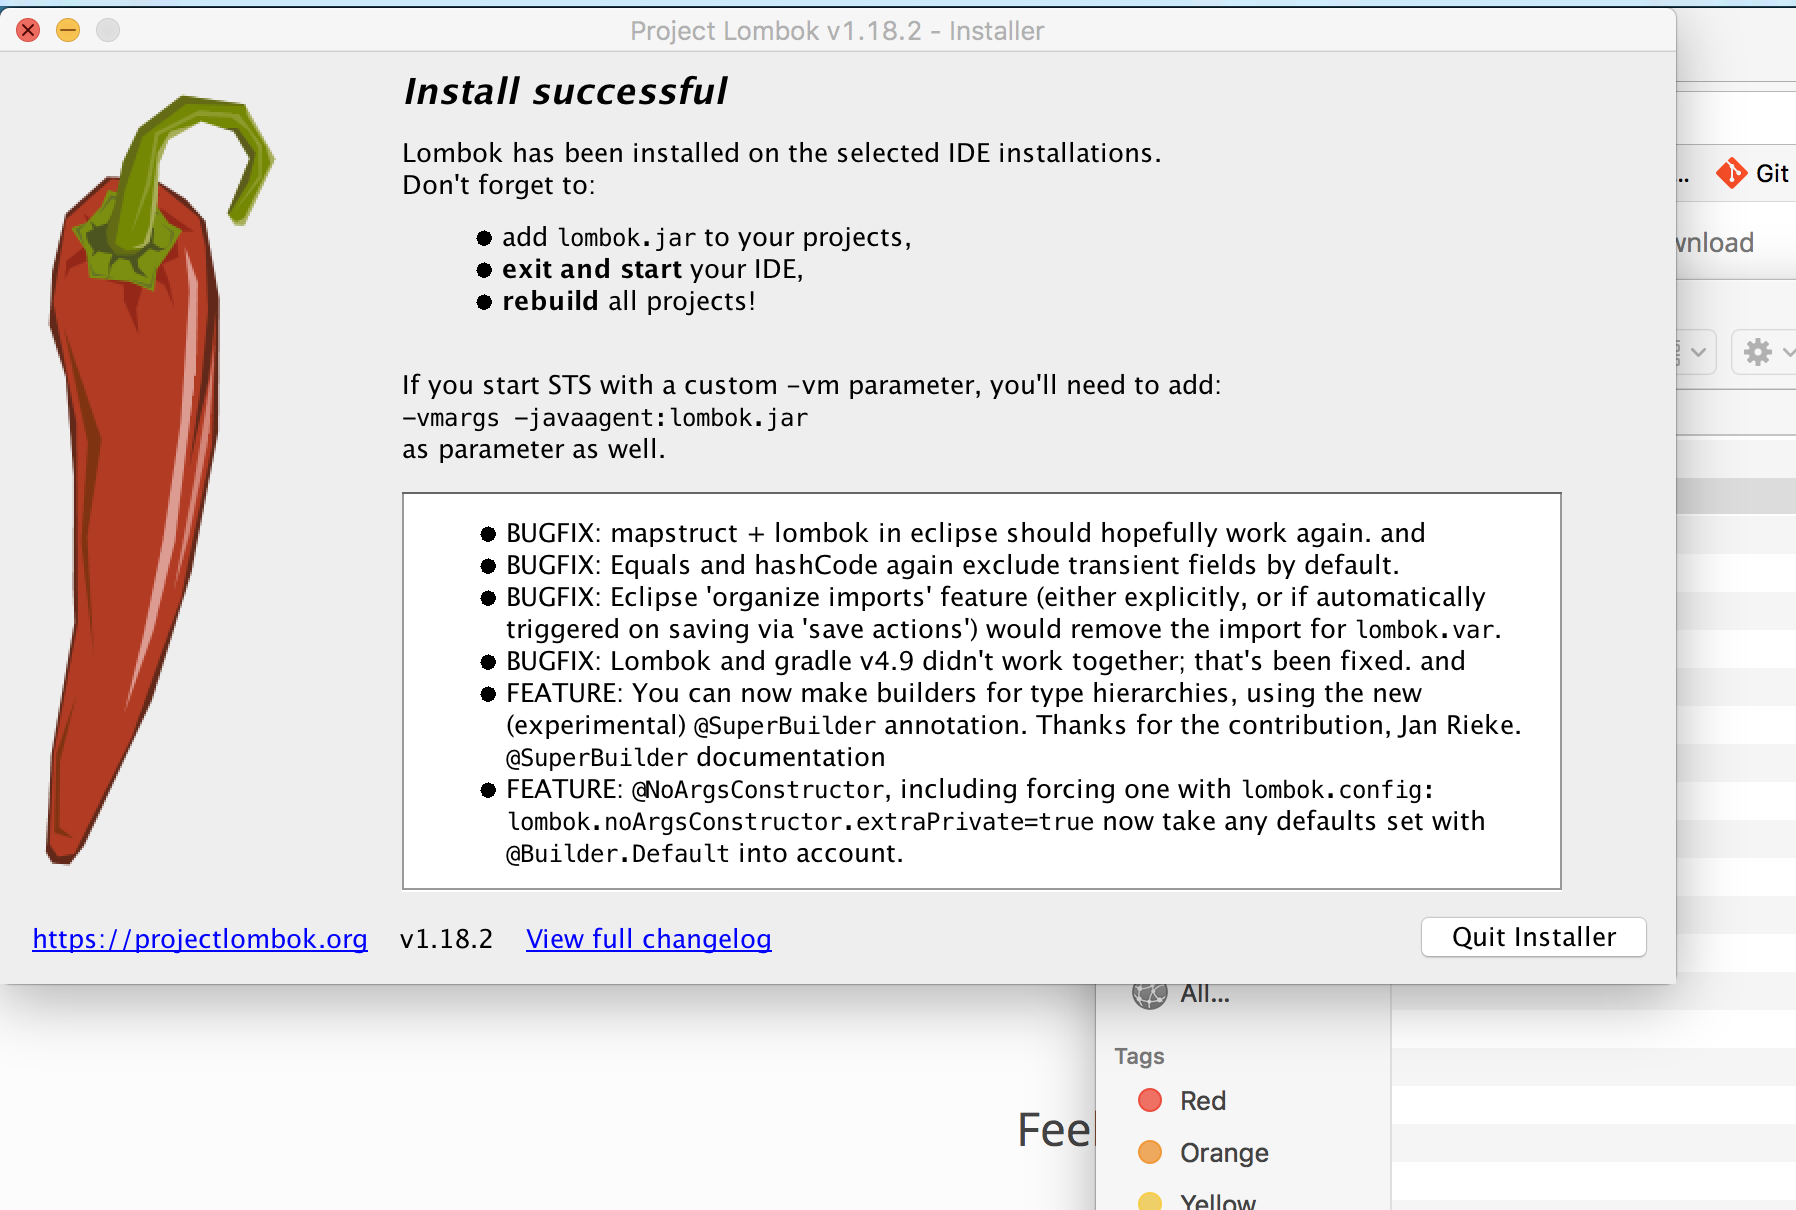 Project Lombok v1.18.2 - Installer
Install successful
Lombok has been installed on the selected IDE installations.
Don't forget to:
● add lombok.jar to your projects,
● exit and start your IDE,
● rebuild all projects!
If you start STS with a custom -vm parameter, you'll need to add:
-vmargs -javaagent:lombok.jar
as parameter as well.
● BUGFIX: mapstruct + lombok in eclipse should hopefully work again. and
● BUGFIX: Equals and hashCode again exclude transient fields by default.
● BUGFIX: Eclipse 'organize imports' feature (either explicitly, or if automatically
triggered on saving via 'save actions') would remove the import for lombok.var.
● BUGFIX: Lombok and gradle v4.9 didn't work together; that's been fixed. and
● FEATURE: You can now make builders for type hierarchies, using the new
(experimental) @SuperBuilder annotation. Thanks for the contribution, Jan Rieke.
@SuperBuilder documentation
● FEATURE: @NoArgsConstructor, including forcing one with lombok.config:
lombok.noArgsConstructor.extraPrivate=true now take any defaults set with
@Builder.Default into account.
https://projectlombok.org v1.18.2 View full changelog
Quit Installer
.. Git
wnload
All...
Tags
Red
Orange
Yellow
Feel